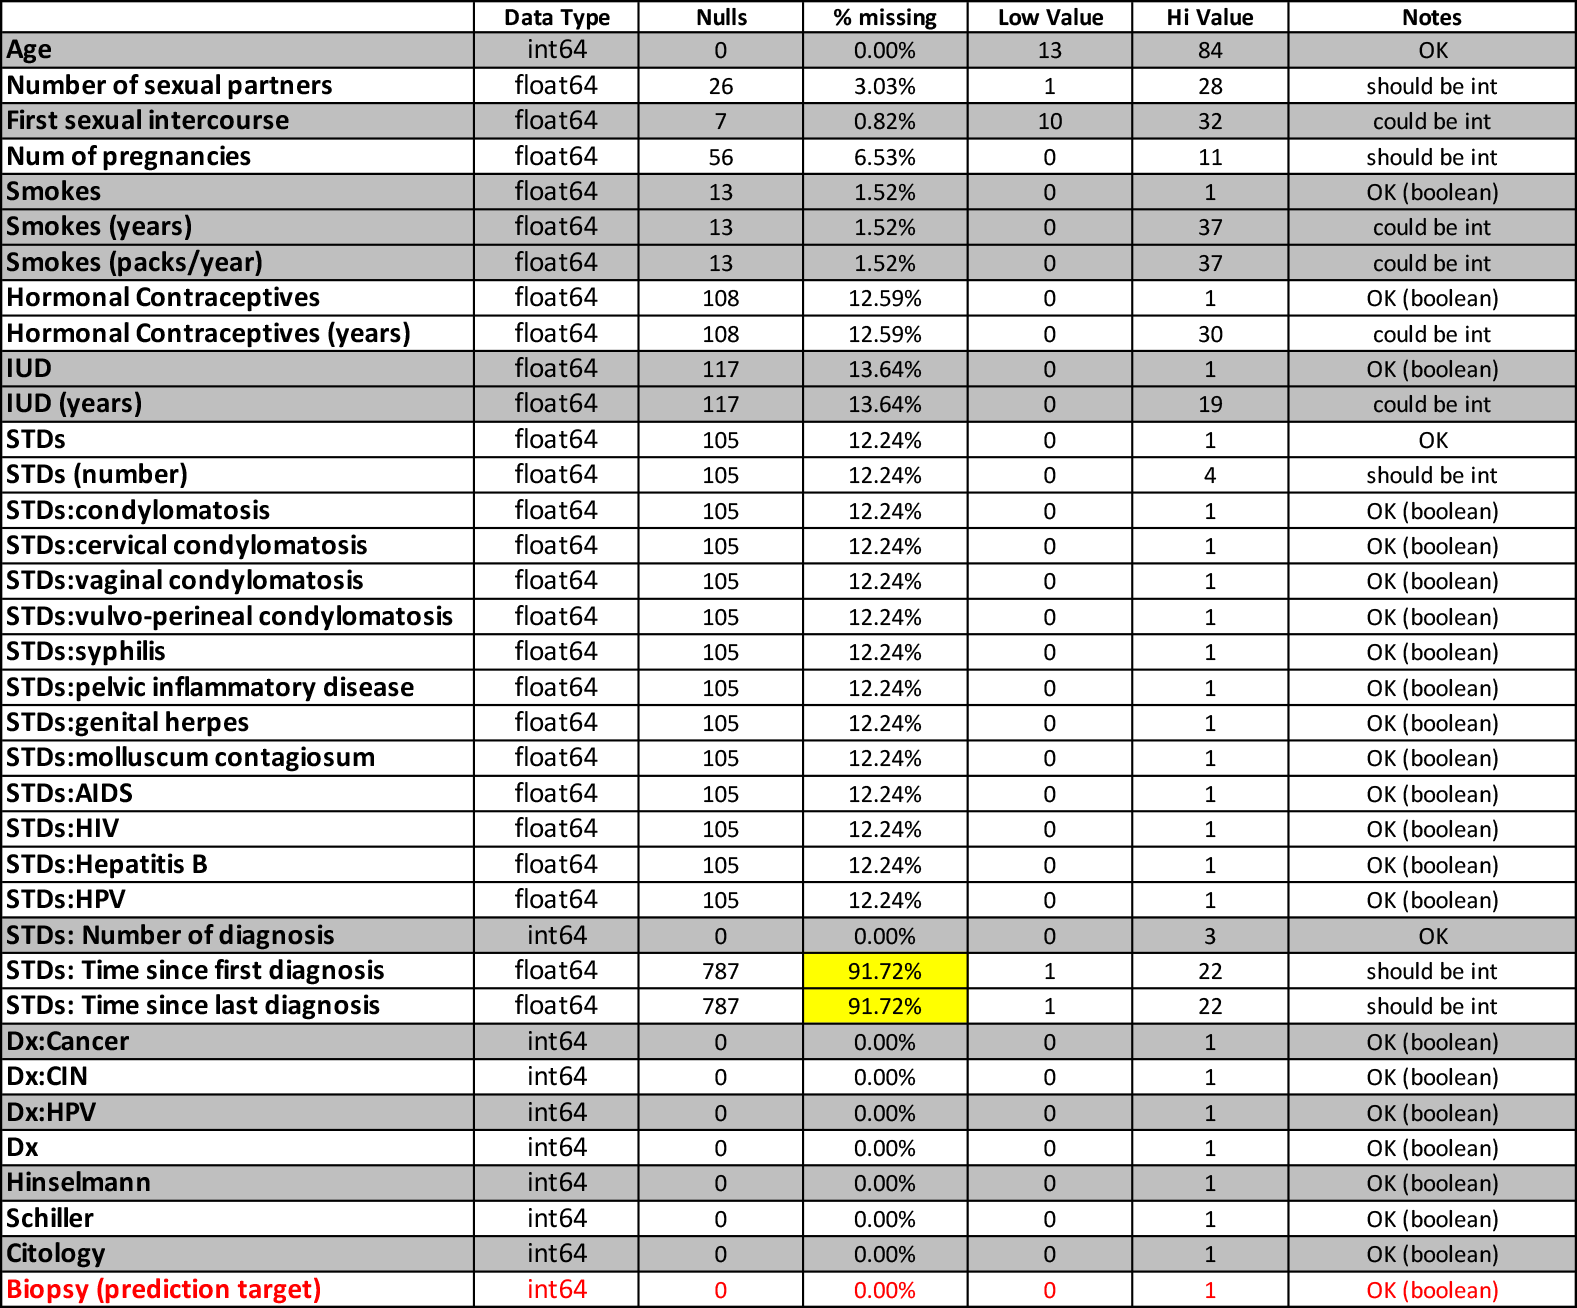 Data Type Nulls % missing Low Value Hi Value Notes
Age int64 0 0.00% 13 84 OK
Number of sexual partners float64 26 3.03% 1 28 should be int
First sexual intercourse float64 7 0.82% 10 32 could be int
Num of pregnancies float64 56 6.53% 0 11 should be int
Smokes float64 13 1.52% 0 1 OK (boolean)
Smokes (years) float64 13 1.52% 0 37 could be int
Smokes (packs/year) float64 13 1.52% 0 37 could be int
Hormonal Contraceptives float64 108 12.59% 0 1 OK (boolean)
Hormonal Contraceptives (years) float64 108 12.59% 0 30 could be int
IUD float64 117 13.64% 0 1 OK (boolean)
IUD (years) float64 117 13.64% 0 19 could be int
STDs float64 105 12.24% 0 1 OK
STDs (number) float64 105 12.24% 0 4 should be int
STDs:condylomatosis float64 105 12.24% 0 1 OK (boolean)
STDs:cervical condylomatosis float64 105 12.24% 0 1 OK (boolean)
STDs:vaginal condylomatosis float64 105 12.24% 0 1 OK (boolean)
STDs:vulvo-perineal condylomatosis float64 105 12.24% 0 1 OK (boolean)
STDs:syphilis float64 105 12.24% 0 1 OK (boolean)
STDs:pelvic inflammatory disease float64 105 12.24% 0 1 OK (boolean)
STDs:genital herpes float64 105 12.24% 0 1 OK (boolean)
STDs:molluscum contagiosum float64 105 12.24% 0 1 OK (boolean)
STDs:AIDS float64 105 12.24% 0 1 OK (boolean)
STDs:HIV float64 105 12.24% 0 1 OK (boolean)
STDs:Hepatitis B float64 105 12.24% 0 1 OK (boolean)
STDs:HPV float64 105 12.24% 0 1 OK (boolean)
STDs: Number of diagnosis int64 0 0.00% 0 3 OK
STDs: Time since first diagnosis float64 787 91.72% 1 22 should be int
STDs: Time since last diagnosis float64 787 91.72% 1 22 should be int
Dx:Cancer int64 0 0.00% 0 1 OK (boolean)
Dx:CIN int64 0 0.00% 0 1 OK (boolean)
Dx:HPV int64 0 0.00% 0 1 OK (boolean)
Dx int64 0 0.00% 0 1 OK (boolean)
Hinselmann int64 0 0.00% 0 1 OK (boolean)
Schiller int64 0 0.00% 0 1 OK (boolean)
Citology int64 0 0.00% 0 1 OK (boolean)
Biopsy (prediction target) int64 0 0.00% 0 1 OK (boolean)